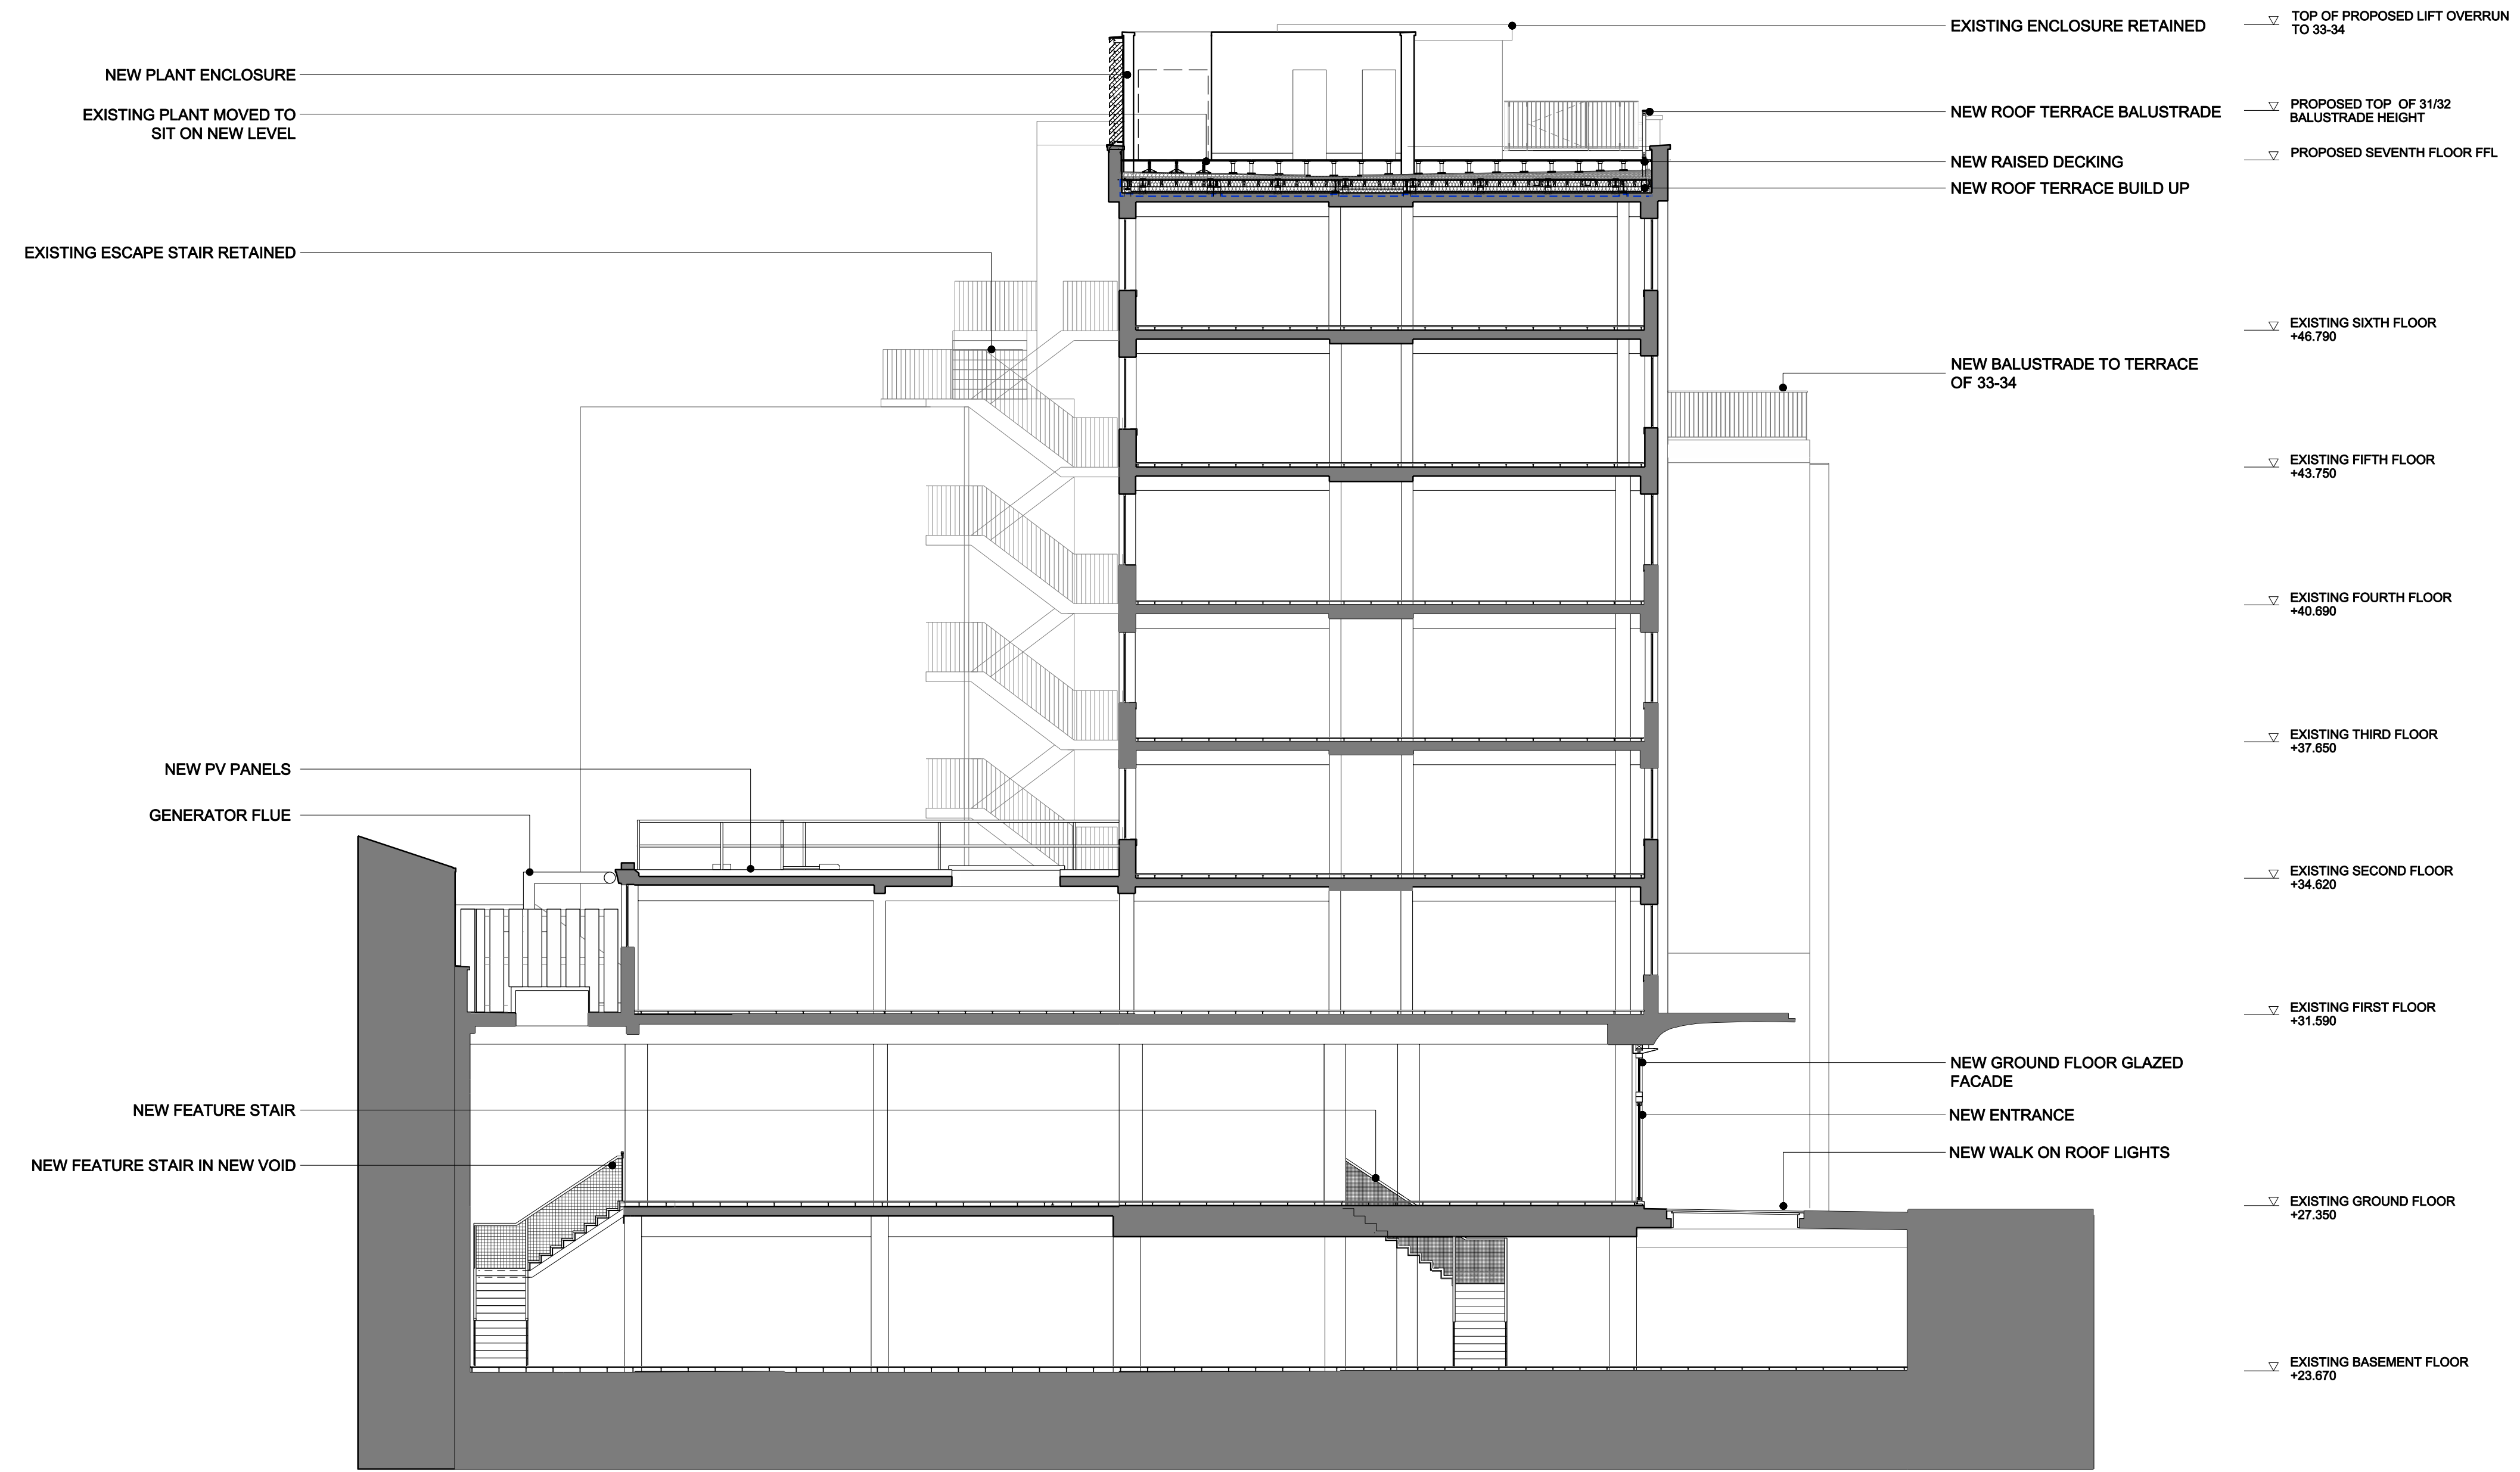 NEW PLANT ENCLOSURE
EXISTING PLANT MOVED TO
SIT ON NEW LEVEL
EXISTING ESCAPE STAIR RETAINED
NEW PV PANELS
GENERATOR FLUE
NEW FEATURE STAIR
NEW FEATURE STAIR IN NEW VOID
EXISTING ENCLOSURE RETAINED
NEW ROOF TERRACE BALUSTRADE
NEW RAISED DECKING
NEW ROOF TERRACE BUILD UP
NEW BALUSTRADE TO TERRACE
OF 33-34
NEW GROUND FLOOR GLAZED
FACADE
NEW ENTRANCE
NEW WALK ON ROOF LIGHTS
TOP OF PROPOSED LIFT OVERRUN
TO 33-34
PROPOSED TOP OF 31/32
BALUSTRADE HEIGHT
PROPOSED SEVENTH FLOOR FFL
EXISTING SIXTH FLOOR
+46.790
EXISTING FIFTH FLOOR
+43.750
EXISTING FOURTH FLOOR
+40.690
EXISTING THIRD FLOOR
+37.650
EXISTING SECOND FLOOR
+34.620
EXISTING FIRST FLOOR
+31.590
EXISTING GROUND FLOOR
+27.350
EXISTING BASEMENT FLOOR
+23.670